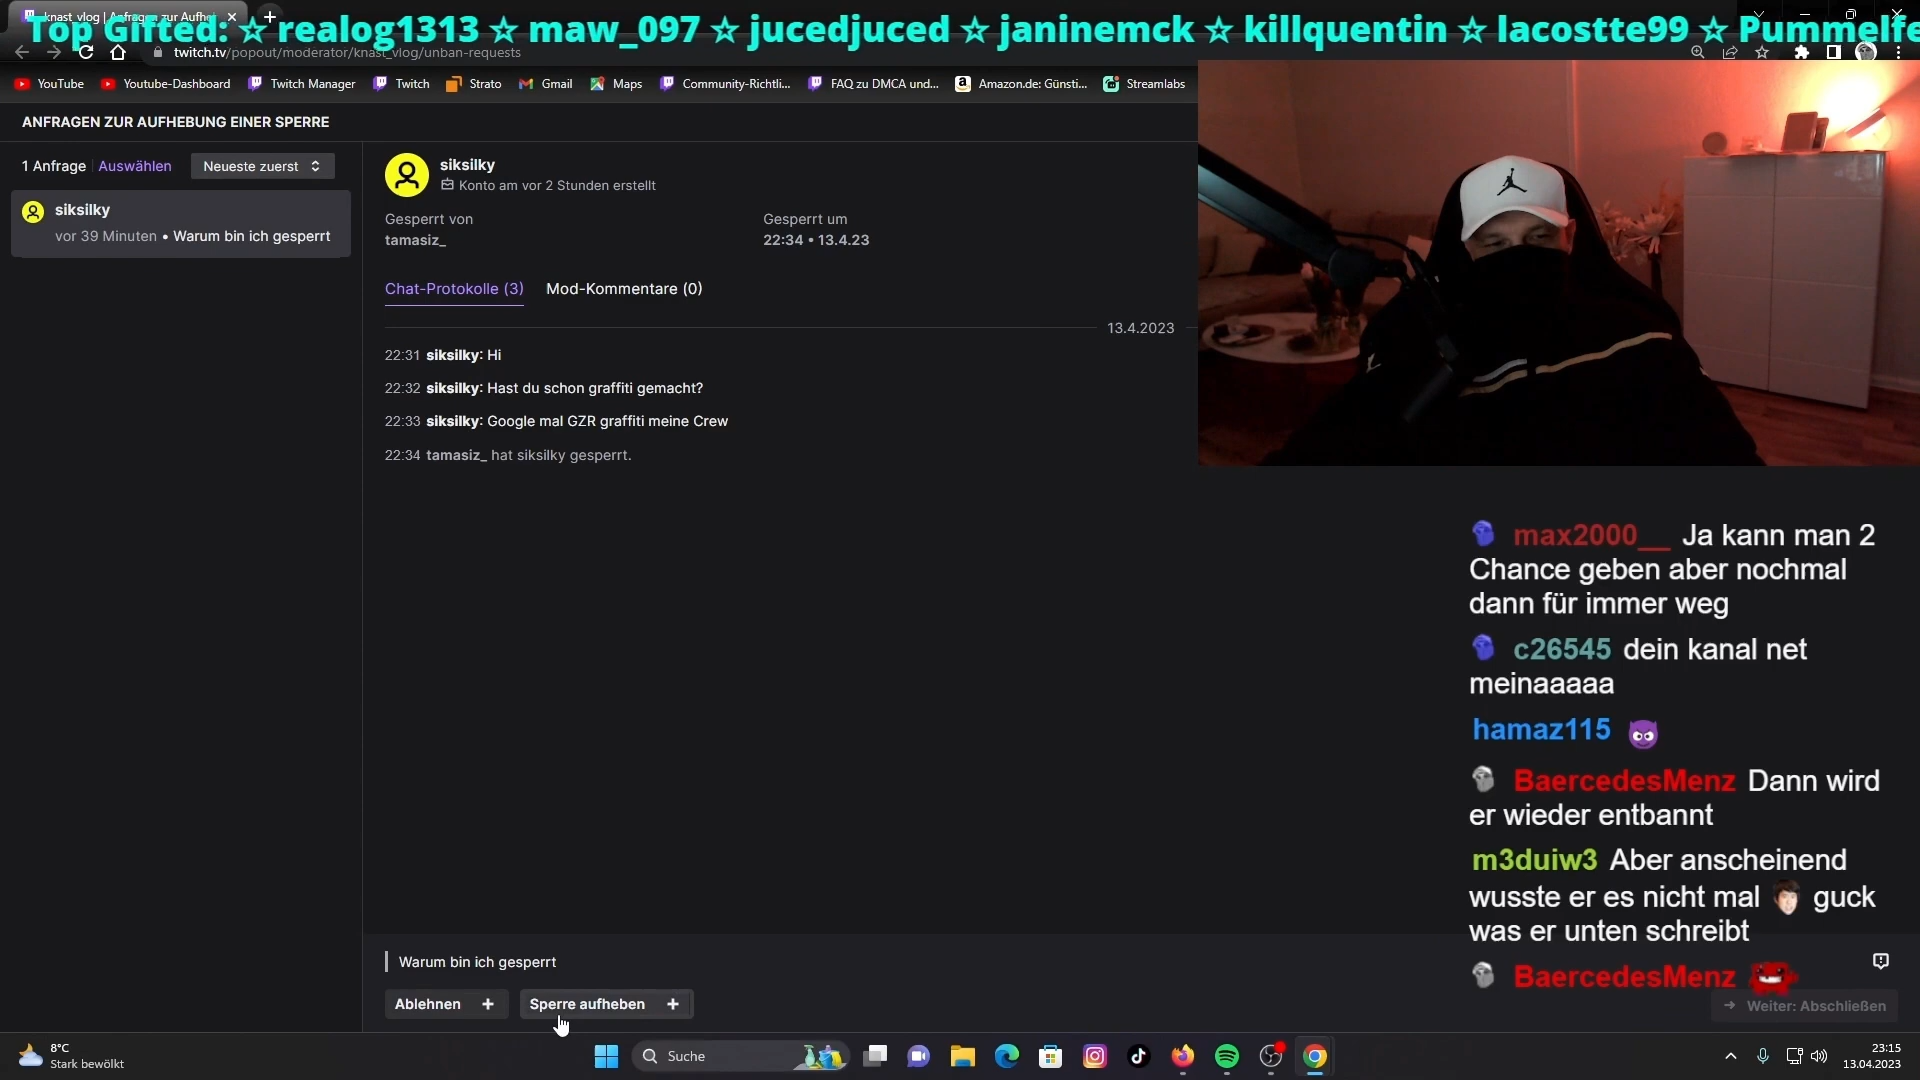 Top Gifted: ☆ realog1313 ☆ maw_097 ☆ jucedjuced ☆ janinemck ☆ killquentin ☆ lacostte99 ☆ Pummelfe
knast_vlog | Anfragen zur Aufhe
twitch.tv/popout/moderator/knast_vlog/unban-requests
YouTube Youtube-Dashboard Twitch Manager Twitch Strato Gmail Maps Community-Richtli... FAQ zu DMCA und... Amazon.de: Günsti... Streamlabs
ANFRAGEN ZUR AUFHEBUNG EINER SPERRE
1 Anfrage Auswählen Neueste zuerst
siksilky
vor 39 Minuten • Warum bin ich gesperrt
siksilky
Konto am vor 2 Stunden erstellt
Gesperrt von Gesperrt um
tamasiz_ 22:34 • 13.4.23
Chat-Protokolle (3) Mod-Kommentare (0)
13.4.2023
22:31 siksilky: Hi
22:32 siksilky: Hast du schon graffiti gemacht?
22:33 siksilky: Google mal GZR graffiti meine Crew
22:34 tamasiz_ hat siksilky gesperrt.
max2000__ Ja kann man 2
Chance geben aber nochmal
dann für immer weg
c26545 dein kanal net
meinaaaaa
hamaz115
BaercedesMenz Dann wird
er wieder entbannt
m3duiw3 Aber anscheinend
wusste er es nicht mal guck
was er unten schreibt
BaercedesMenz
Warum bin ich gesperrt
Ablehnen + Sperre aufheben +
→ Weiter: Abschließen
8°C
Stark bewölkt
Suche
23:15
13.04.2023